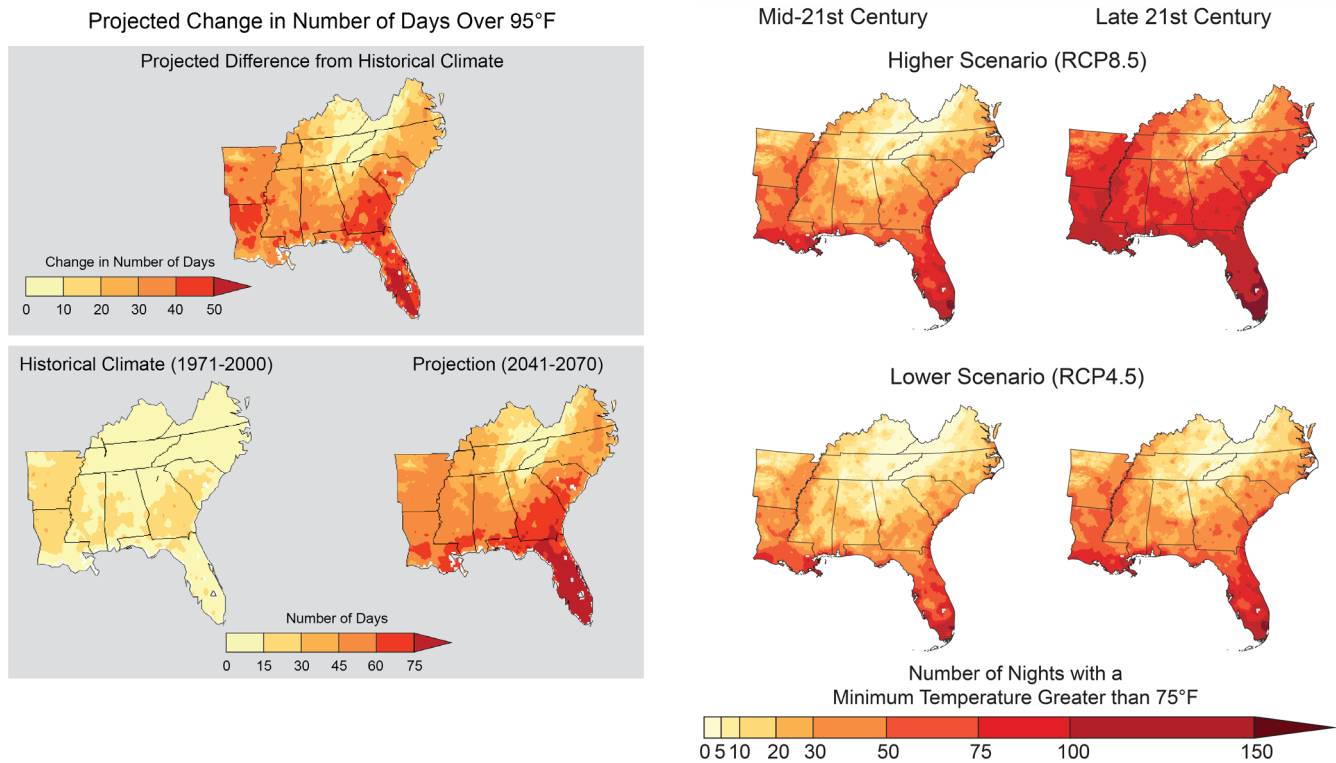 Projected Change in Number of Days Over 95°F
Projected Difference from Historical Climate
Change in Number of Days
0 10 20 30 40 50
Historical Climate (1971-2000)
Projection (2041-2070)
Number of Days
0 15 30 45 60 75
Mid-21st Century
Late 21st Century
Higher Scenario (RCP8.5)
Lower Scenario (RCP4.5)
Number of Nights with a
Minimum Temperature Greater than 75°F
0 5 10 20 30 50 75 100 150